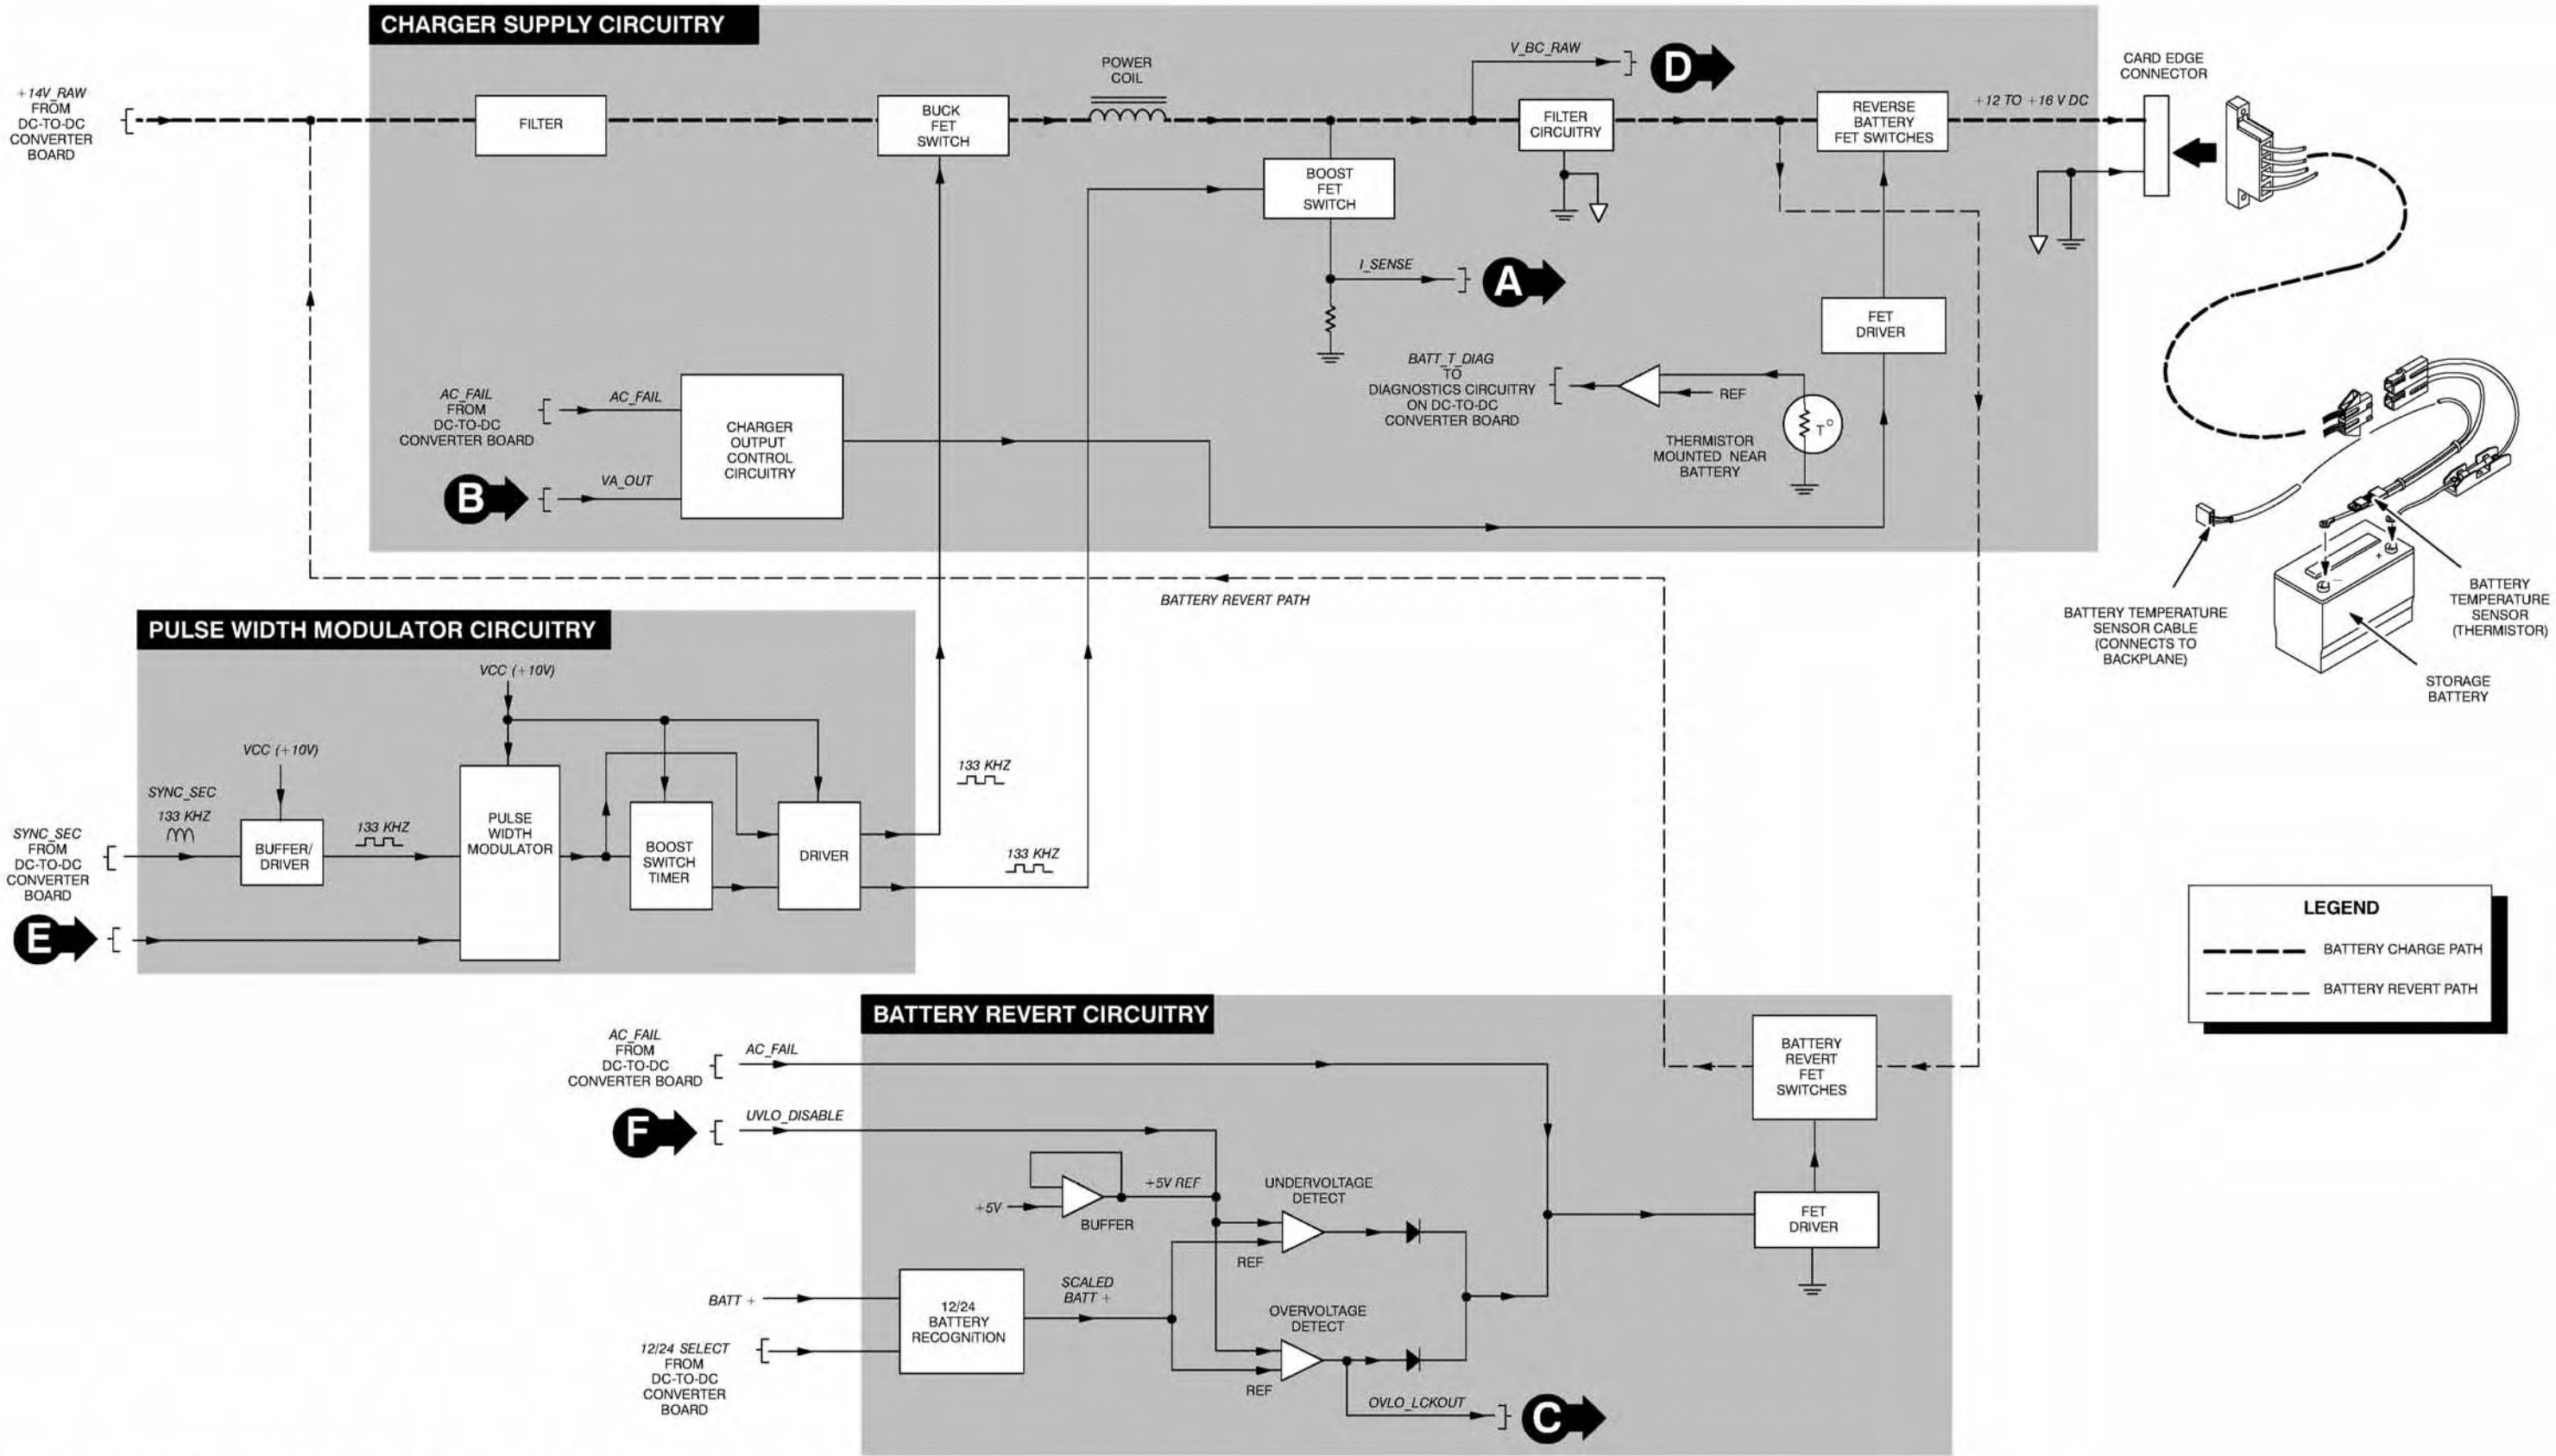 CHARGER SUPPLY CIRCUITRY
+14V_RAW
FROM
DC-TO-DC
CONVERTER
BOARD
FILTER
BUCK
FET
SWITCH
POWER
COIL
V_BC_RAW
D
FILTER
CIRCUITRY
REVERSE
BATTERY
FET SWITCHES
+12 TO +16 V DC
CARD EDGE
CONNECTOR
BOOST
FET
SWITCH
I_SENSE
A
FET
DRIVER
AC_FAIL
FROM
DC-TO-DC
CONVERTER BOARD
AC_FAIL
B
VA_OUT
CHARGER
OUTPUT
CONTROL
CIRCUITRY
BATT_T_DIAG
TO
DIAGNOSTICS CIRCUITRY
ON DC-TO-DC
CONVERTER BOARD
REF
T°
THERMISTOR
MOUNTED NEAR
BATTERY
BATTERY REVERT PATH
+
−
BATTERY TEMPERATURE
SENSOR CABLE
(CONNECTS TO
BACKPLANE)
BATTERY
TEMPERATURE
SENSOR
(THERMISTOR)
STORAGE
BATTERY
PULSE WIDTH MODULATOR CIRCUITRY
VCC (+10V)
VCC (+10V)
SYNC_SEC
133 KHZ
SYNC_SEC
FROM
DC-TO-DC
CONVERTER
BOARD
BUFFER/
DRIVER
133 KHZ
PULSE
WIDTH
MODULATOR
BOOST
SWITCH
TIMER
DRIVER
133 KHZ
133 KHZ
E
LEGEND
BATTERY CHARGE PATH
BATTERY REVERT PATH
BATTERY REVERT CIRCUITRY
AC_FAIL
FROM
DC-TO-DC
CONVERTER BOARD
AC_FAIL
F
UVLO_DISABLE
BATTERY
REVERT
FET
SWITCHES
+5V
BUFFER
+5V REF
UNDERVOLTAGE
DETECT
REF
FET
DRIVER
BATT +
12/24 SELECT
FROM
DC-TO-DC
CONVERTER
BOARD
12/24
BATTERY
RECOGNITION
SCALED
BATT +
OVERVOLTAGE
DETECT
REF
OVLO_LCKOUT
C